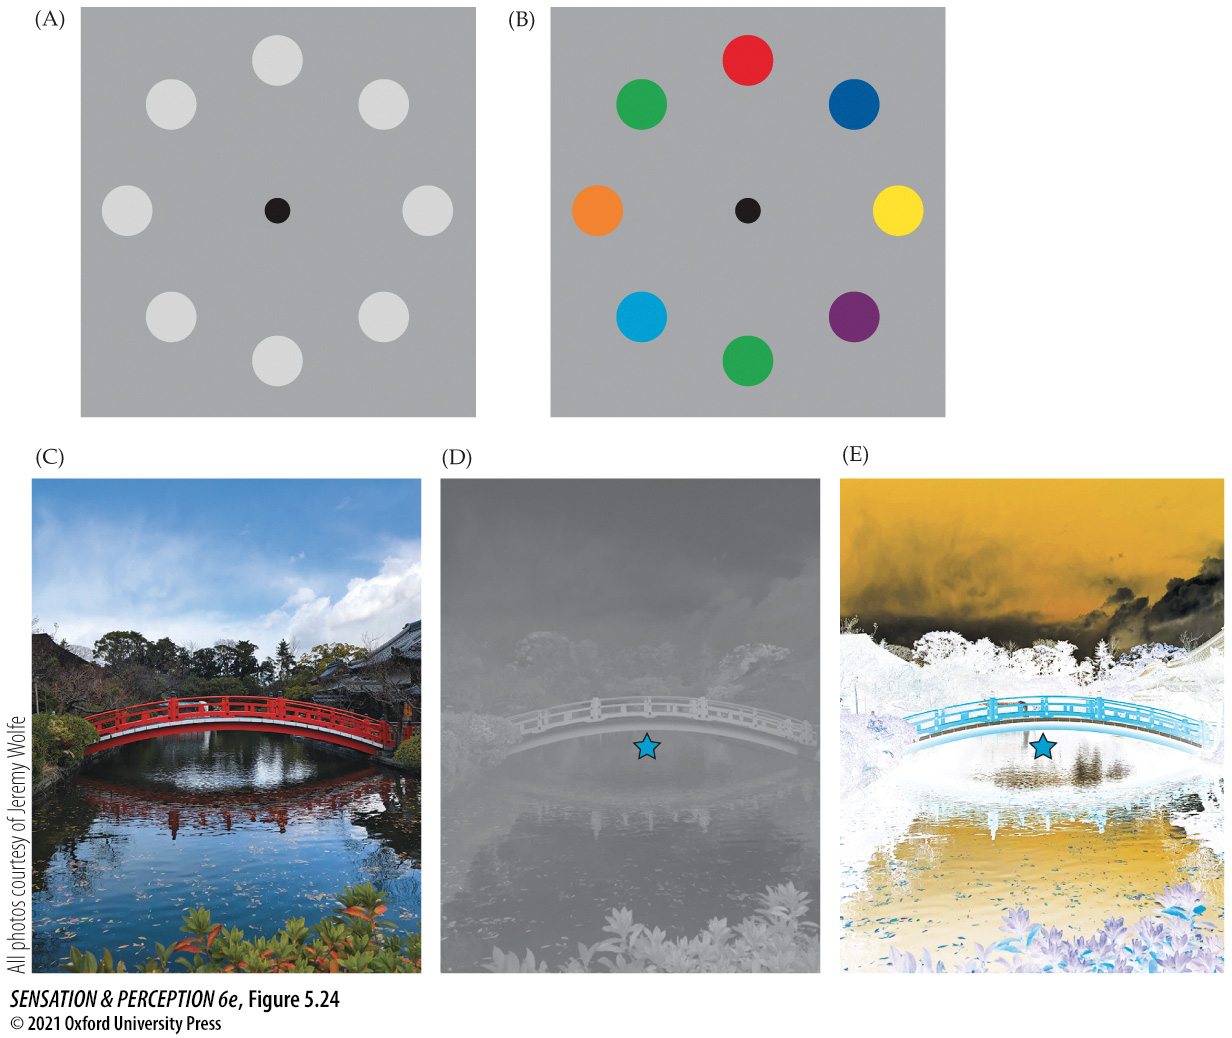 (A)
(B)
(C)
(D)
(E)
All photos courtesy of Jeremy Wolfe
SENSATION & PERCEPTION 6e, Figure 5.24
© 2021 Oxford University Press